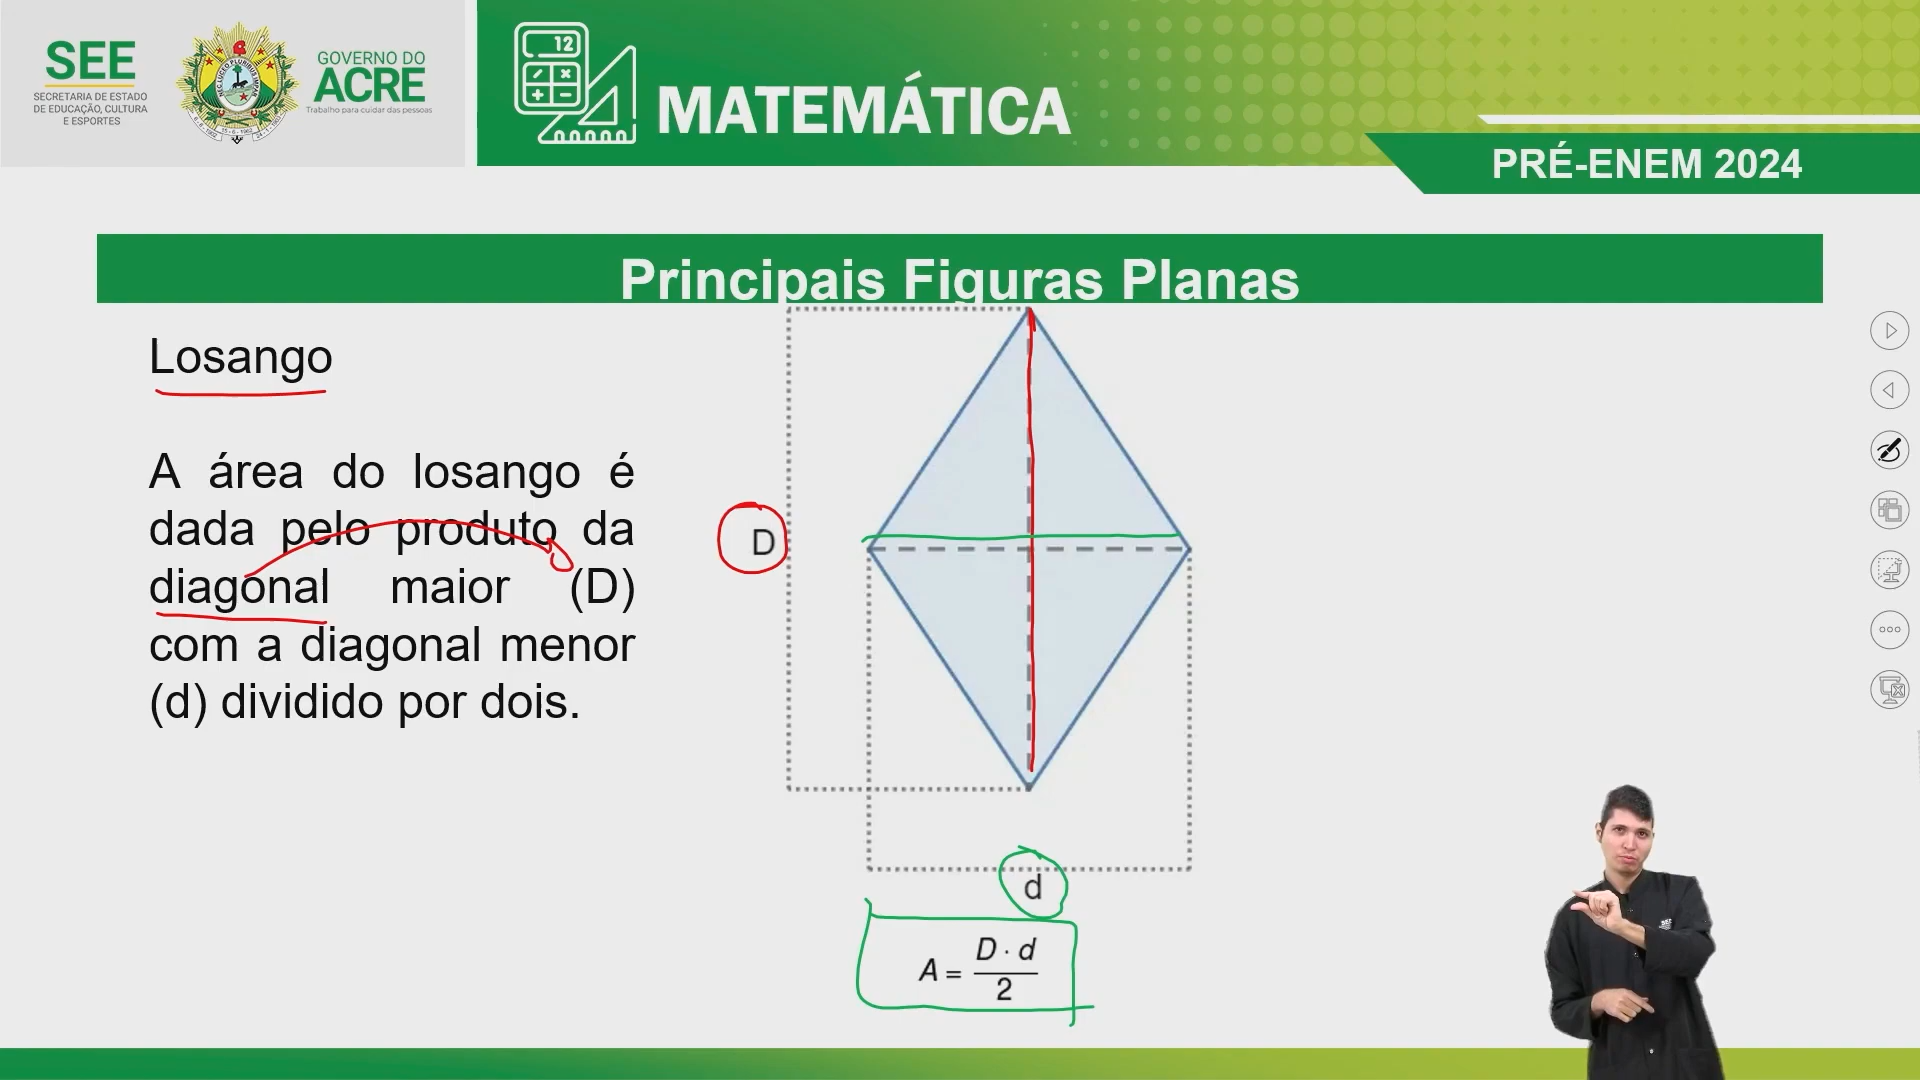 SEE
SECRETARIA DE ESTADO
DE EDUCAÇÃO, CULTURA
E ESPORTES
GOVERNO DO
ACRE
Trabalho para cuidar das pessoas
12
MATEMÁTICA
PRÉ-ENEM 2024
Principais Figuras Planas
Losango
A área do losango é
dada pelo produto da
diagonal maior (D)
com a diagonal menor
(d) dividido por dois.
D
d
A = D · d / 2